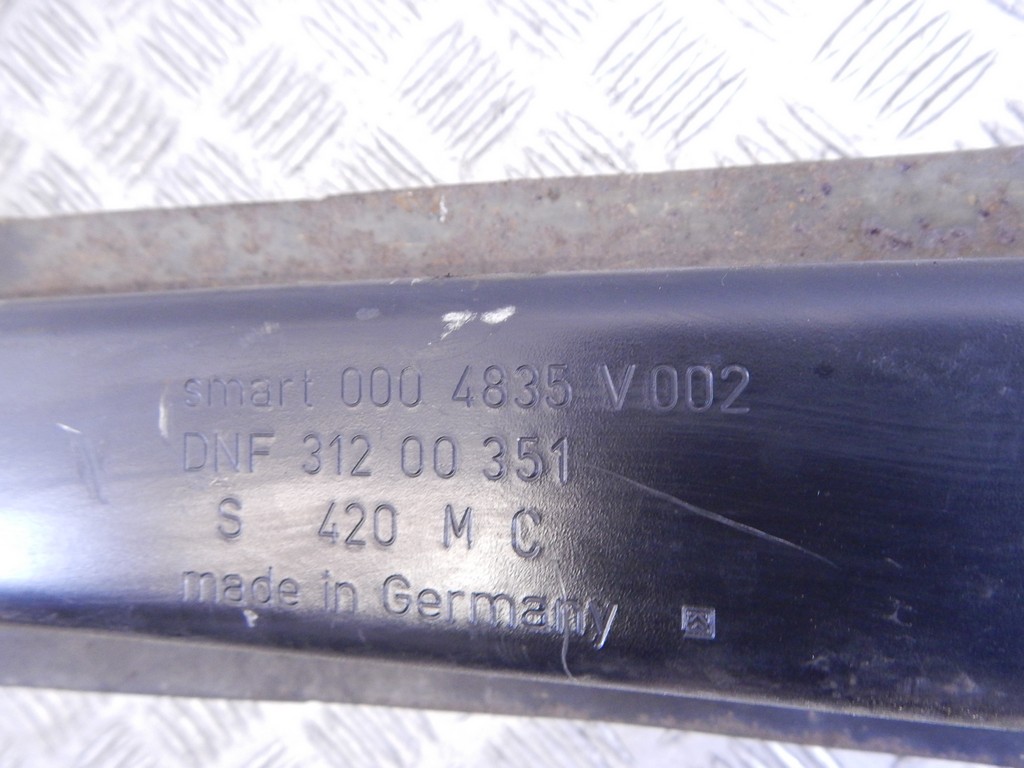 smart 000 4835 V002
DNF 312 00 351
S 420 M C
made in Germany